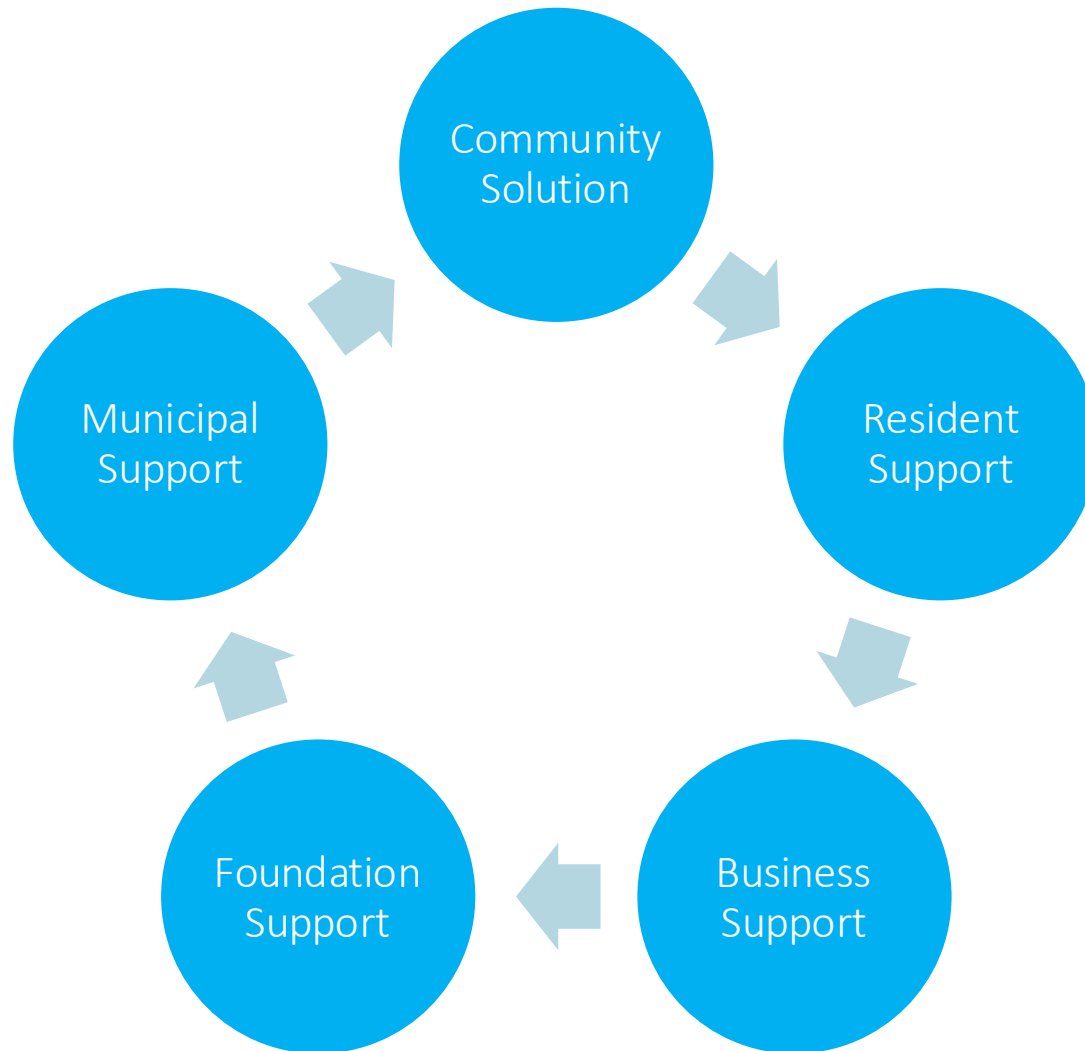 Community
Solution
Resident
Support
Business
Support
Foundation
Support
Municipal
Support